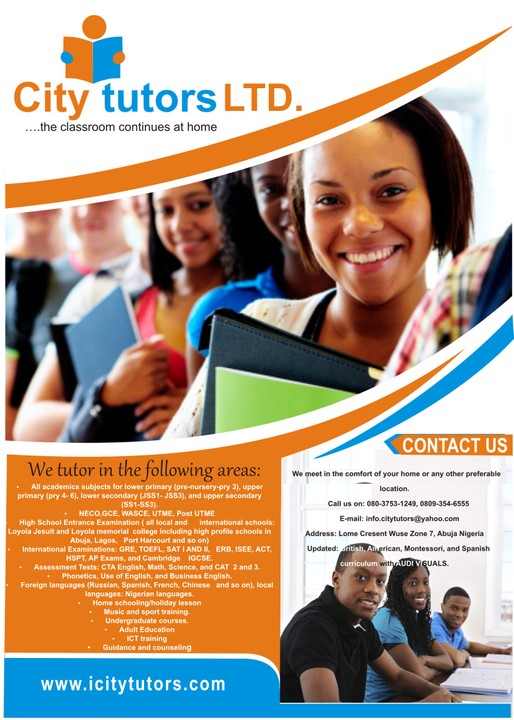 City tutors LTD.
....the classroom continues at home
CONTACT US
We tutor in the following areas:
• All academics subjects for lower primary (pre-nursery-pry 3), upper
primary (pry 4- 6), lower secondary (JSS1- JSS3), and upper secondary
(SS1-SS3).
• NECO,GCE, WASCE, UTME, Post UTME
• High School Entrance Examination ( all local and international schools:
Loyola Jesuit and Loyola memorial college including high profile schools in
Abuja, Lagos, Port Harcourt and so on)
• International Examinations: GRE, TOEFL, SAT I AND II, ERB, ISEE, ACT,
HSPT, AP Exams, and Cambridge IGCSE.
• Assessment Tests: CTA English, Math, Science, and CAT 2 and 3.
• Phonetics, Use of English, and Business English.
• Foreign languages (Russian, Spanish, French, Chinese and so on), local
languages: Nigerian languages.
• Home schooling/holiday lesson
• Music and sport training.
• Undergraduate courses.
• Adult Education
• ICT training
• Guidance and counseling
We meet in the comfort of your home or any other preferable
location.
Call us on: 080-3753-1249, 0809-354-6555
E-mail: info.citytutors@yahoo.com
Address: Lome Cresent Wuse Zone 7, Abuja Nigeria
Updated: British, American, Montessori, and Spanish
curriculum with AUDI VISUALS.
www.icitytutors.com